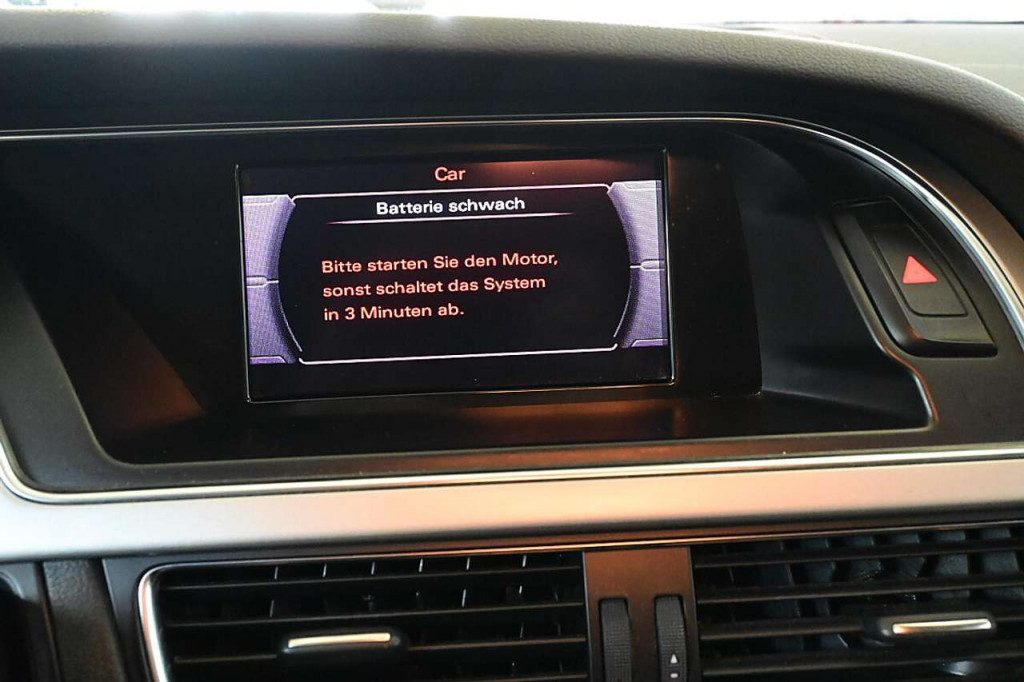 Car
Batterie schwach
Bitte starten Sie den Motor,
sonst schaltet das System
in 3 Minuten ab.